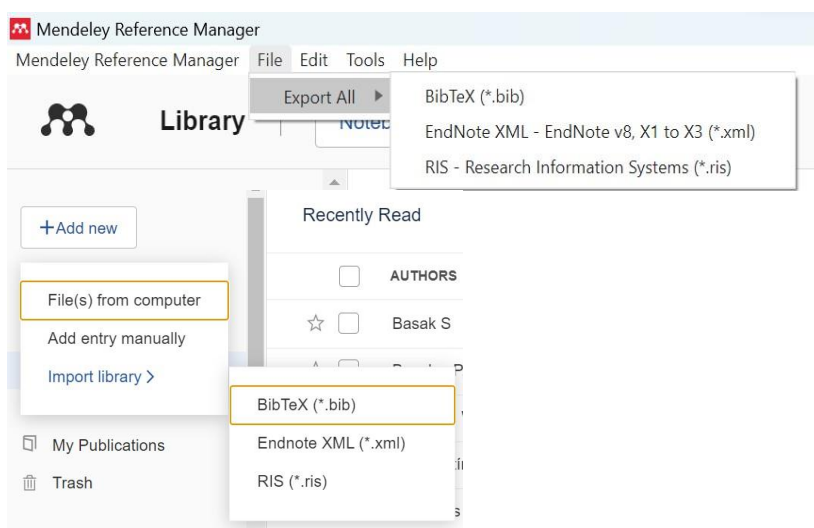 Mendeley Reference Manager
Mendeley Reference Manager File Edit Tools Help
Export All
BibTeX (*.bib)
EndNote XML - EndNote v8, X1 to X3 (*.xml)
RIS - Research Information Systems (*.ris)
Library
+Add new
File(s) from computer
Add entry manually
Import library >
BibTeX (*.bib)
Endnote XML (*.xml)
RIS (*.ris)
My Publications
Trash
Recently Read
AUTHORS
Basak S